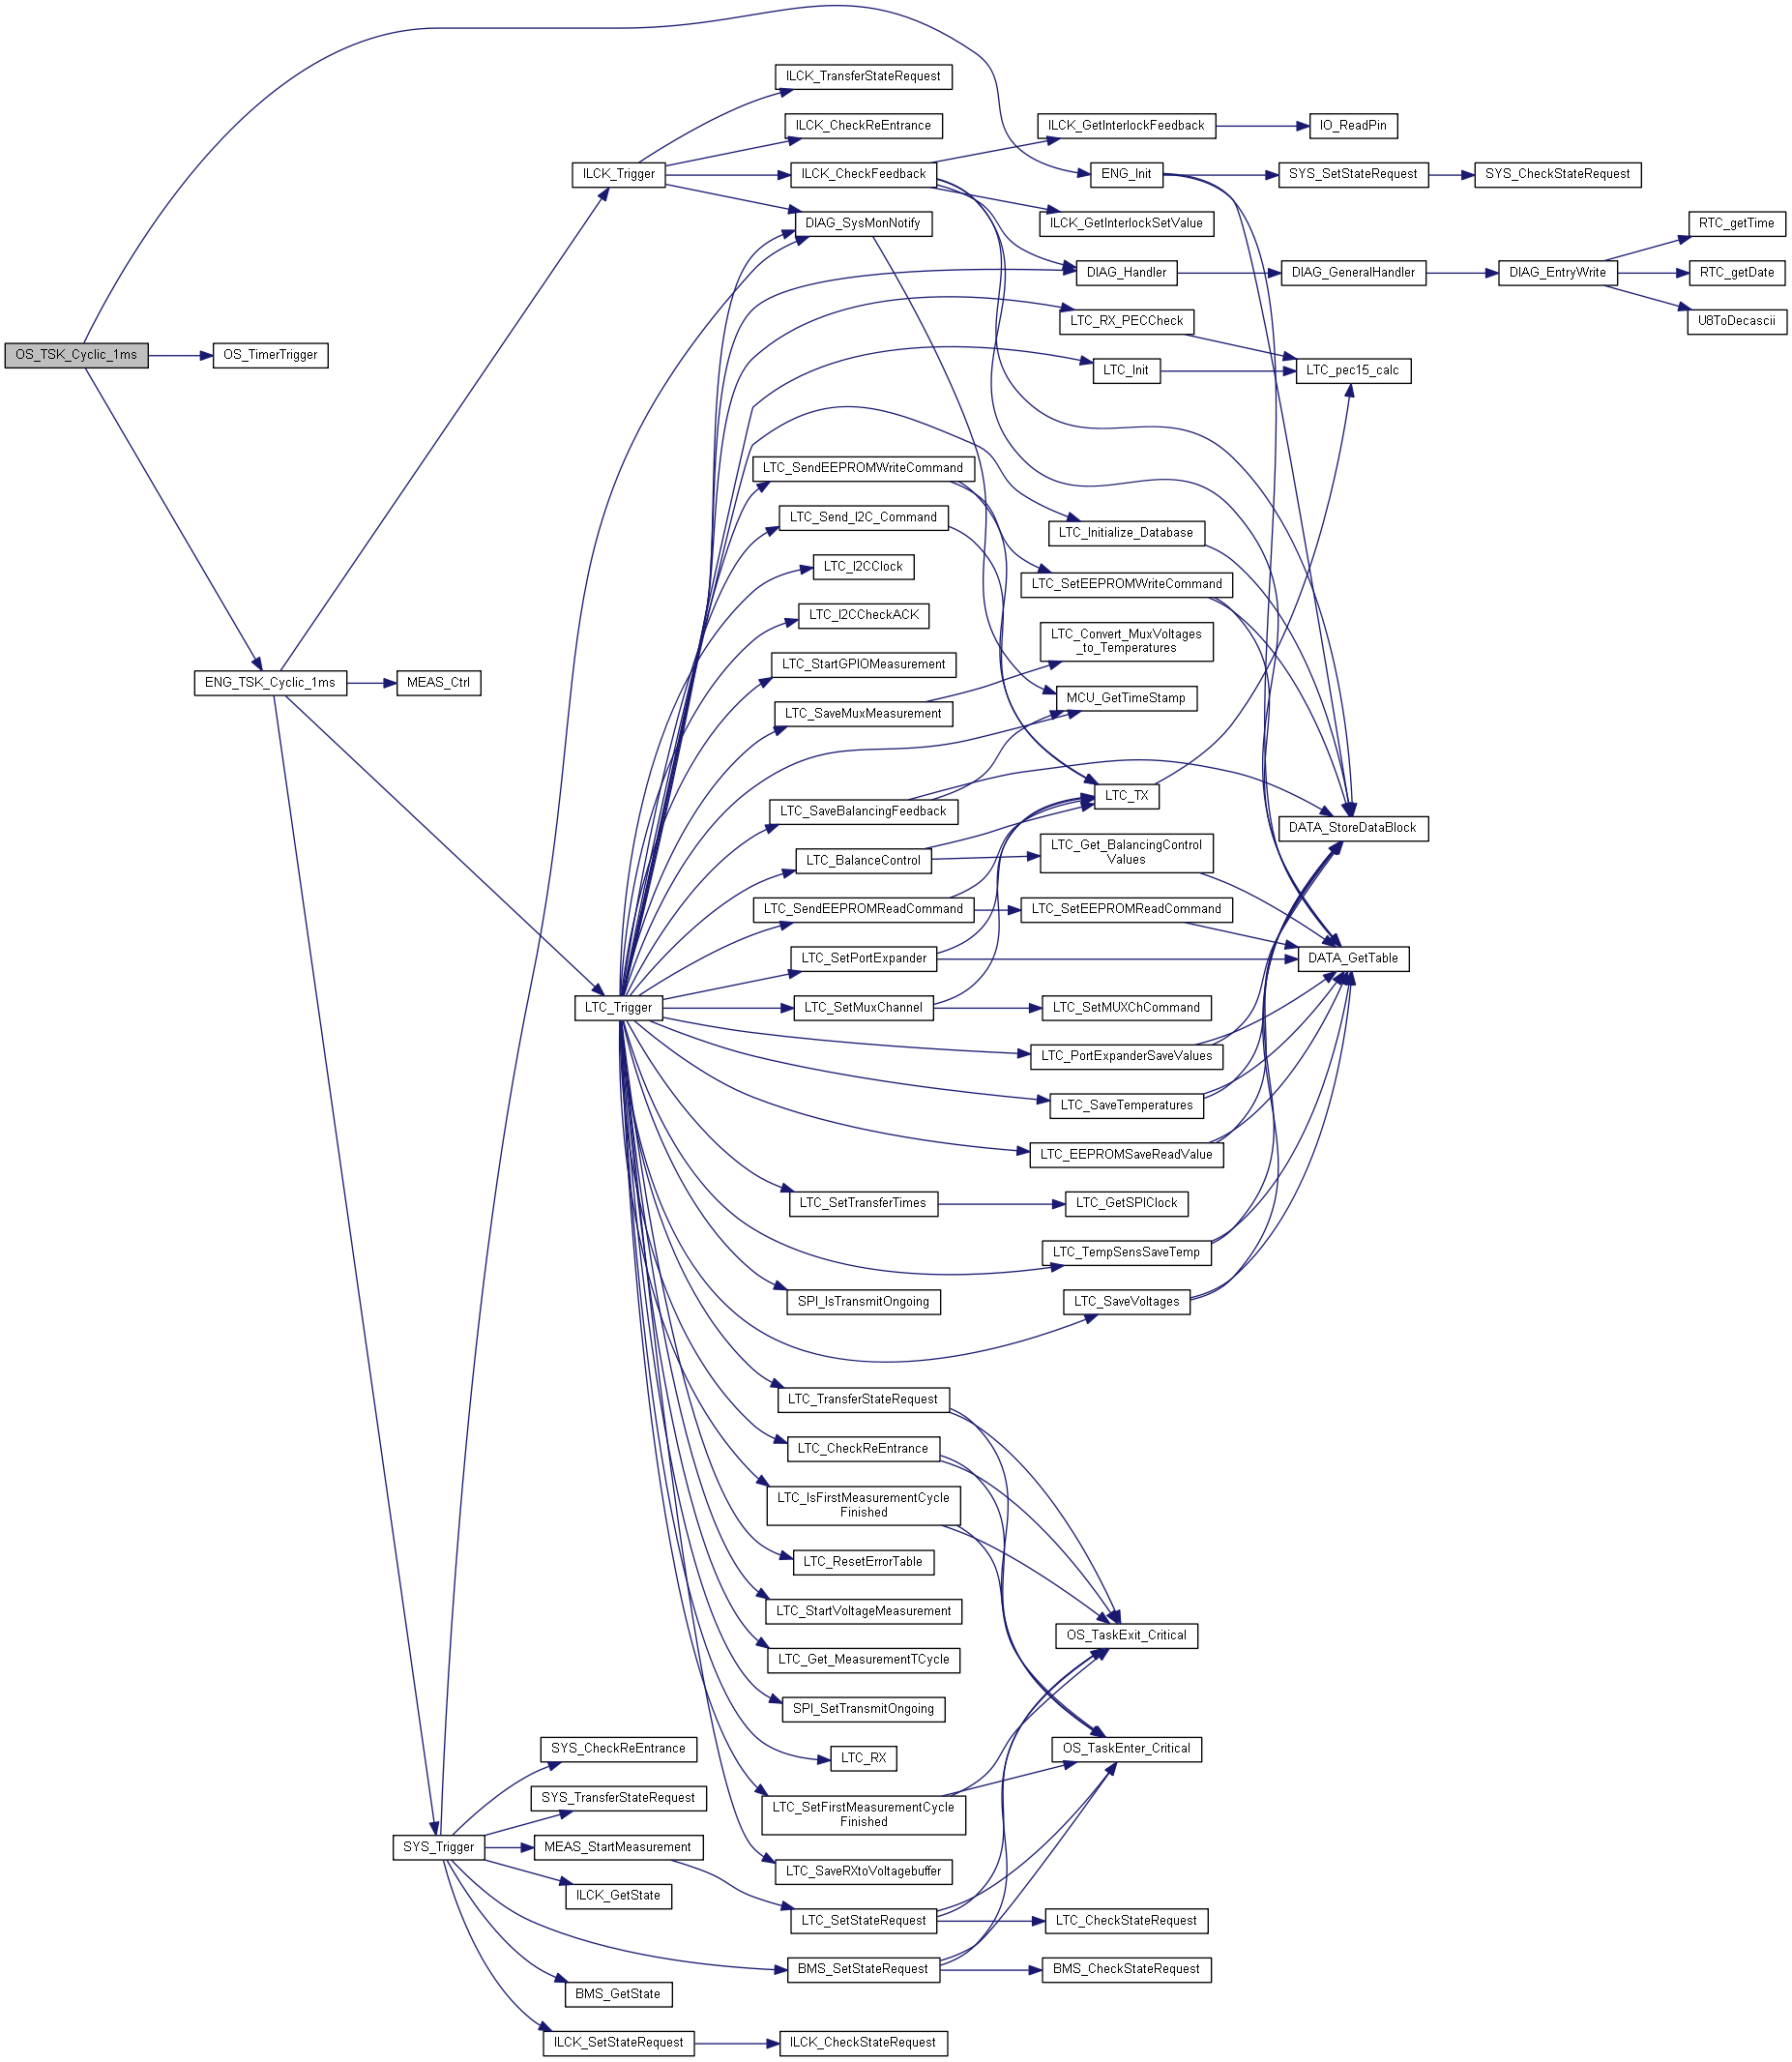 ILCK_TransferStateRequest
ILCK_CheckReEntrance
ILCK_GetInterlockFeedback
IO_ReadPin
ILCK_Trigger
ILCK_CheckFeedback
ENG_Init
SYS_SetStateRequest
SYS_CheckStateRequest
DIAG_SysMonNotify
ILCK_GetInterlockSetValue
RTC_getTime
DIAG_Handler
DIAG_GeneralHandler
DIAG_EntryWrite
RTC_getDate
LTC_RX_PECCheck
U8ToDecascii
OS_TSK_Cyclic_1ms
OS_TimerTrigger
LTC_Init
LTC_pec15_calc
LTC_SendEEPROMWriteCommand
LTC_Send_I2C_Command
LTC_Initialize_Database
LTC_I2CClock
LTC_SetEEPROMWriteCommand
LTC_I2CCheckACK
LTC_Convert_MuxVoltages
_to_Temperatures
LTC_StartGPIOMeasurement
ENG_TSK_Cyclic_1ms
MEAS_Ctrl
MCU_GetTimeStamp
LTC_SaveMuxMeasurement
LTC_TX
LTC_SaveBalancingFeedback
DATA_StoreDataBlock
LTC_BalanceControl
LTC_Get_BalancingControl
Values
LTC_SendEEPROMReadCommand
LTC_SetEEPROMReadCommand
LTC_SetPortExpander
DATA_GetTable
LTC_Trigger
LTC_SetMuxChannel
LTC_SetMUXChCommand
LTC_PortExpanderSaveValues
LTC_SaveTemperatures
LTC_EEPROMSaveReadValue
LTC_SetTransferTimes
LTC_GetSPIClock
LTC_TempSensSaveTemp
SPI_IsTransmitOngoing
LTC_SaveVoltages
LTC_TransferStateRequest
LTC_CheckReEntrance
LTC_IsFirstMeasurementCycle
Finished
LTC_ResetErrorTable
LTC_StartVoltageMeasurement
OS_TaskExit_Critical
LTC_Get_MeasurementTCycle
SPI_SetTransmitOngoing
SYS_CheckReEntrance
LTC_RX
OS_TaskEnter_Critical
SYS_TransferStateRequest
LTC_SetFirstMeasurementCycle
Finished
SYS_Trigger
MEAS_StartMeasurement
LTC_SaveRXtoVoltagebuffer
ILCK_GetState
LTC_SetStateRequest
LTC_CheckStateRequest
BMS_SetStateRequest
BMS_CheckStateRequest
BMS_GetState
ILCK_SetStateRequest
ILCK_CheckStateRequest